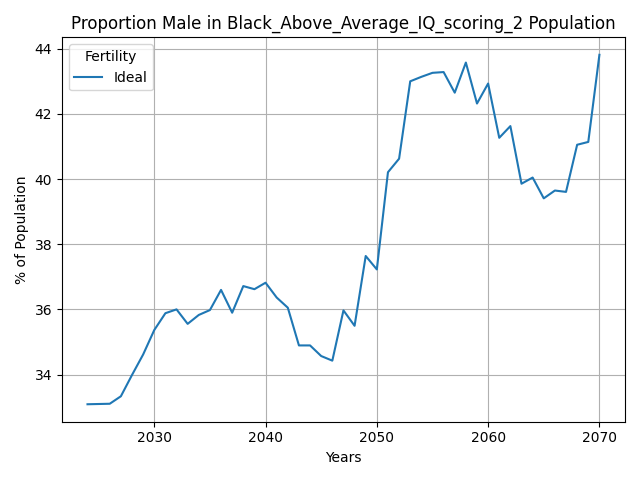 Proportion Male in Black_Above_Average_IQ_scoring_2 Population
Fertility
Ideal
% of Population
44
42
40
38
36
34
2030 2040 2050 2060 2070
Years